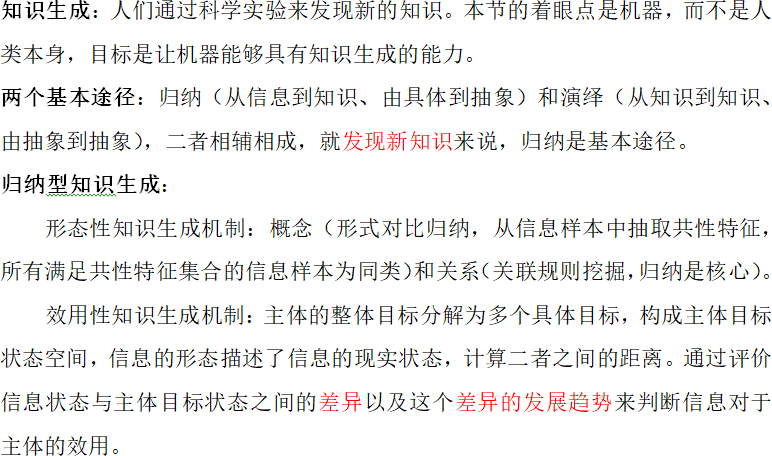 知识生成：人们通过科学实验来发现新的知识。本节的着眼点是机器，而不是人
类本身，目标是让机器能够具有知识生成的能力。
两个基本途径：归纳（从信息到知识、由具体到抽象）和演绎（从知识到知识、
由抽象到抽象），二者相辅相成，就发现新知识来说，归纳是基本途径。
归纳型知识生成：
形态性知识生成机制：概念（形式对比归纳，从信息样本中抽取共性特征，
所有满足共性特征集合的信息样本为同类）和关系（关联规则挖掘，归纳是核心）。
效用性知识生成机制：主体的整体目标分解为多个具体目标，构成主体目标
状态空间，信息的形态描述了信息的现实状态，计算二者之间的距离。通过评价
信息状态与主体目标状态之间的差异以及这个差异的发展趋势来判断信息对于
主体的效用。